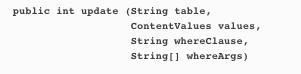 public int update (String table,
ContentValues values,
String whereClause,
String[] whereArgs)